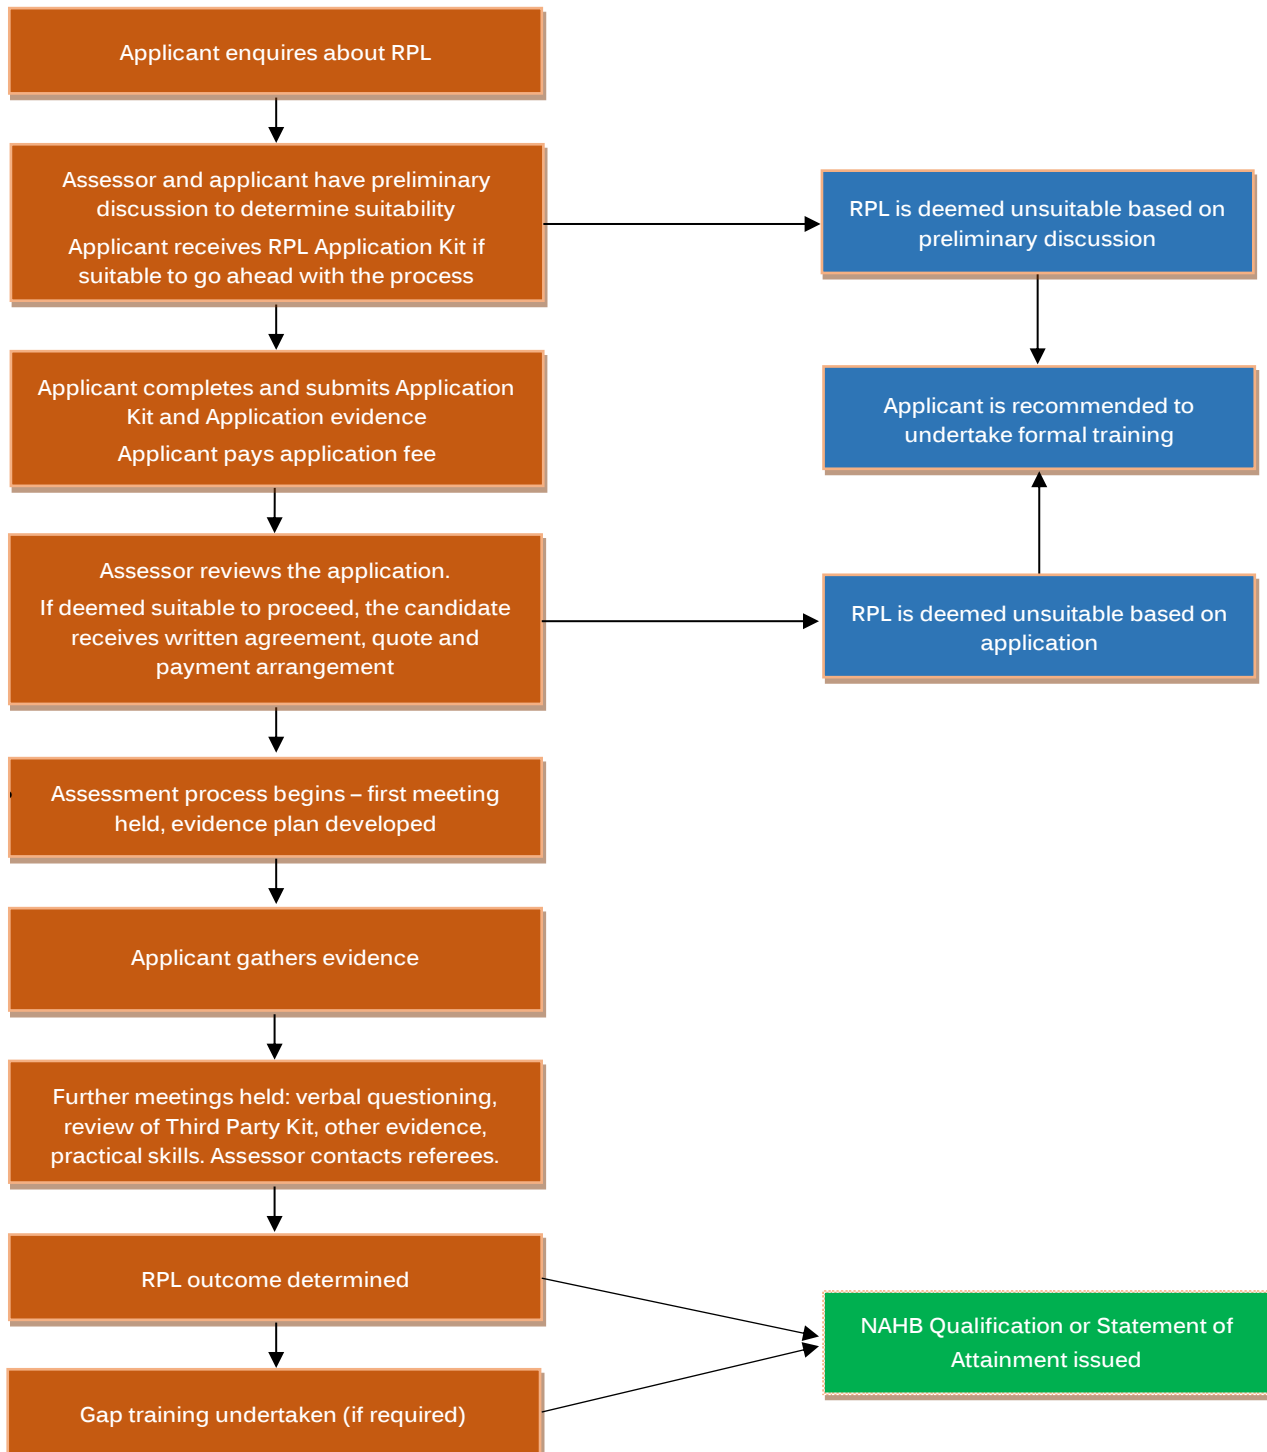 Applicant enquires about RPL
Assessor and applicant have preliminary
discussion to determine suitability
Applicant receives RPL Application Kit if
suitable to go ahead with the process
RPL is deemed unsuitable based on
preliminary discussion
Applicant completes and submits Application
Kit and Application evidence
Applicant pays application fee
Applicant is recommended to
undertake formal training
Assessor reviews the application.
If deemed suitable to proceed, the candidate
receives written agreement, quote and
payment arrangement
RPL is deemed unsuitable based on
application
Assessment process begins – first meeting
held, evidence plan developed
Applicant gathers evidence
Further meetings held: verbal questioning,
review of Third Party Kit, other evidence,
practical skills. Assessor contacts referees.
RPL outcome determined
NAHB Qualification or Statement of
Attainment issued
Gap training undertaken (if required)